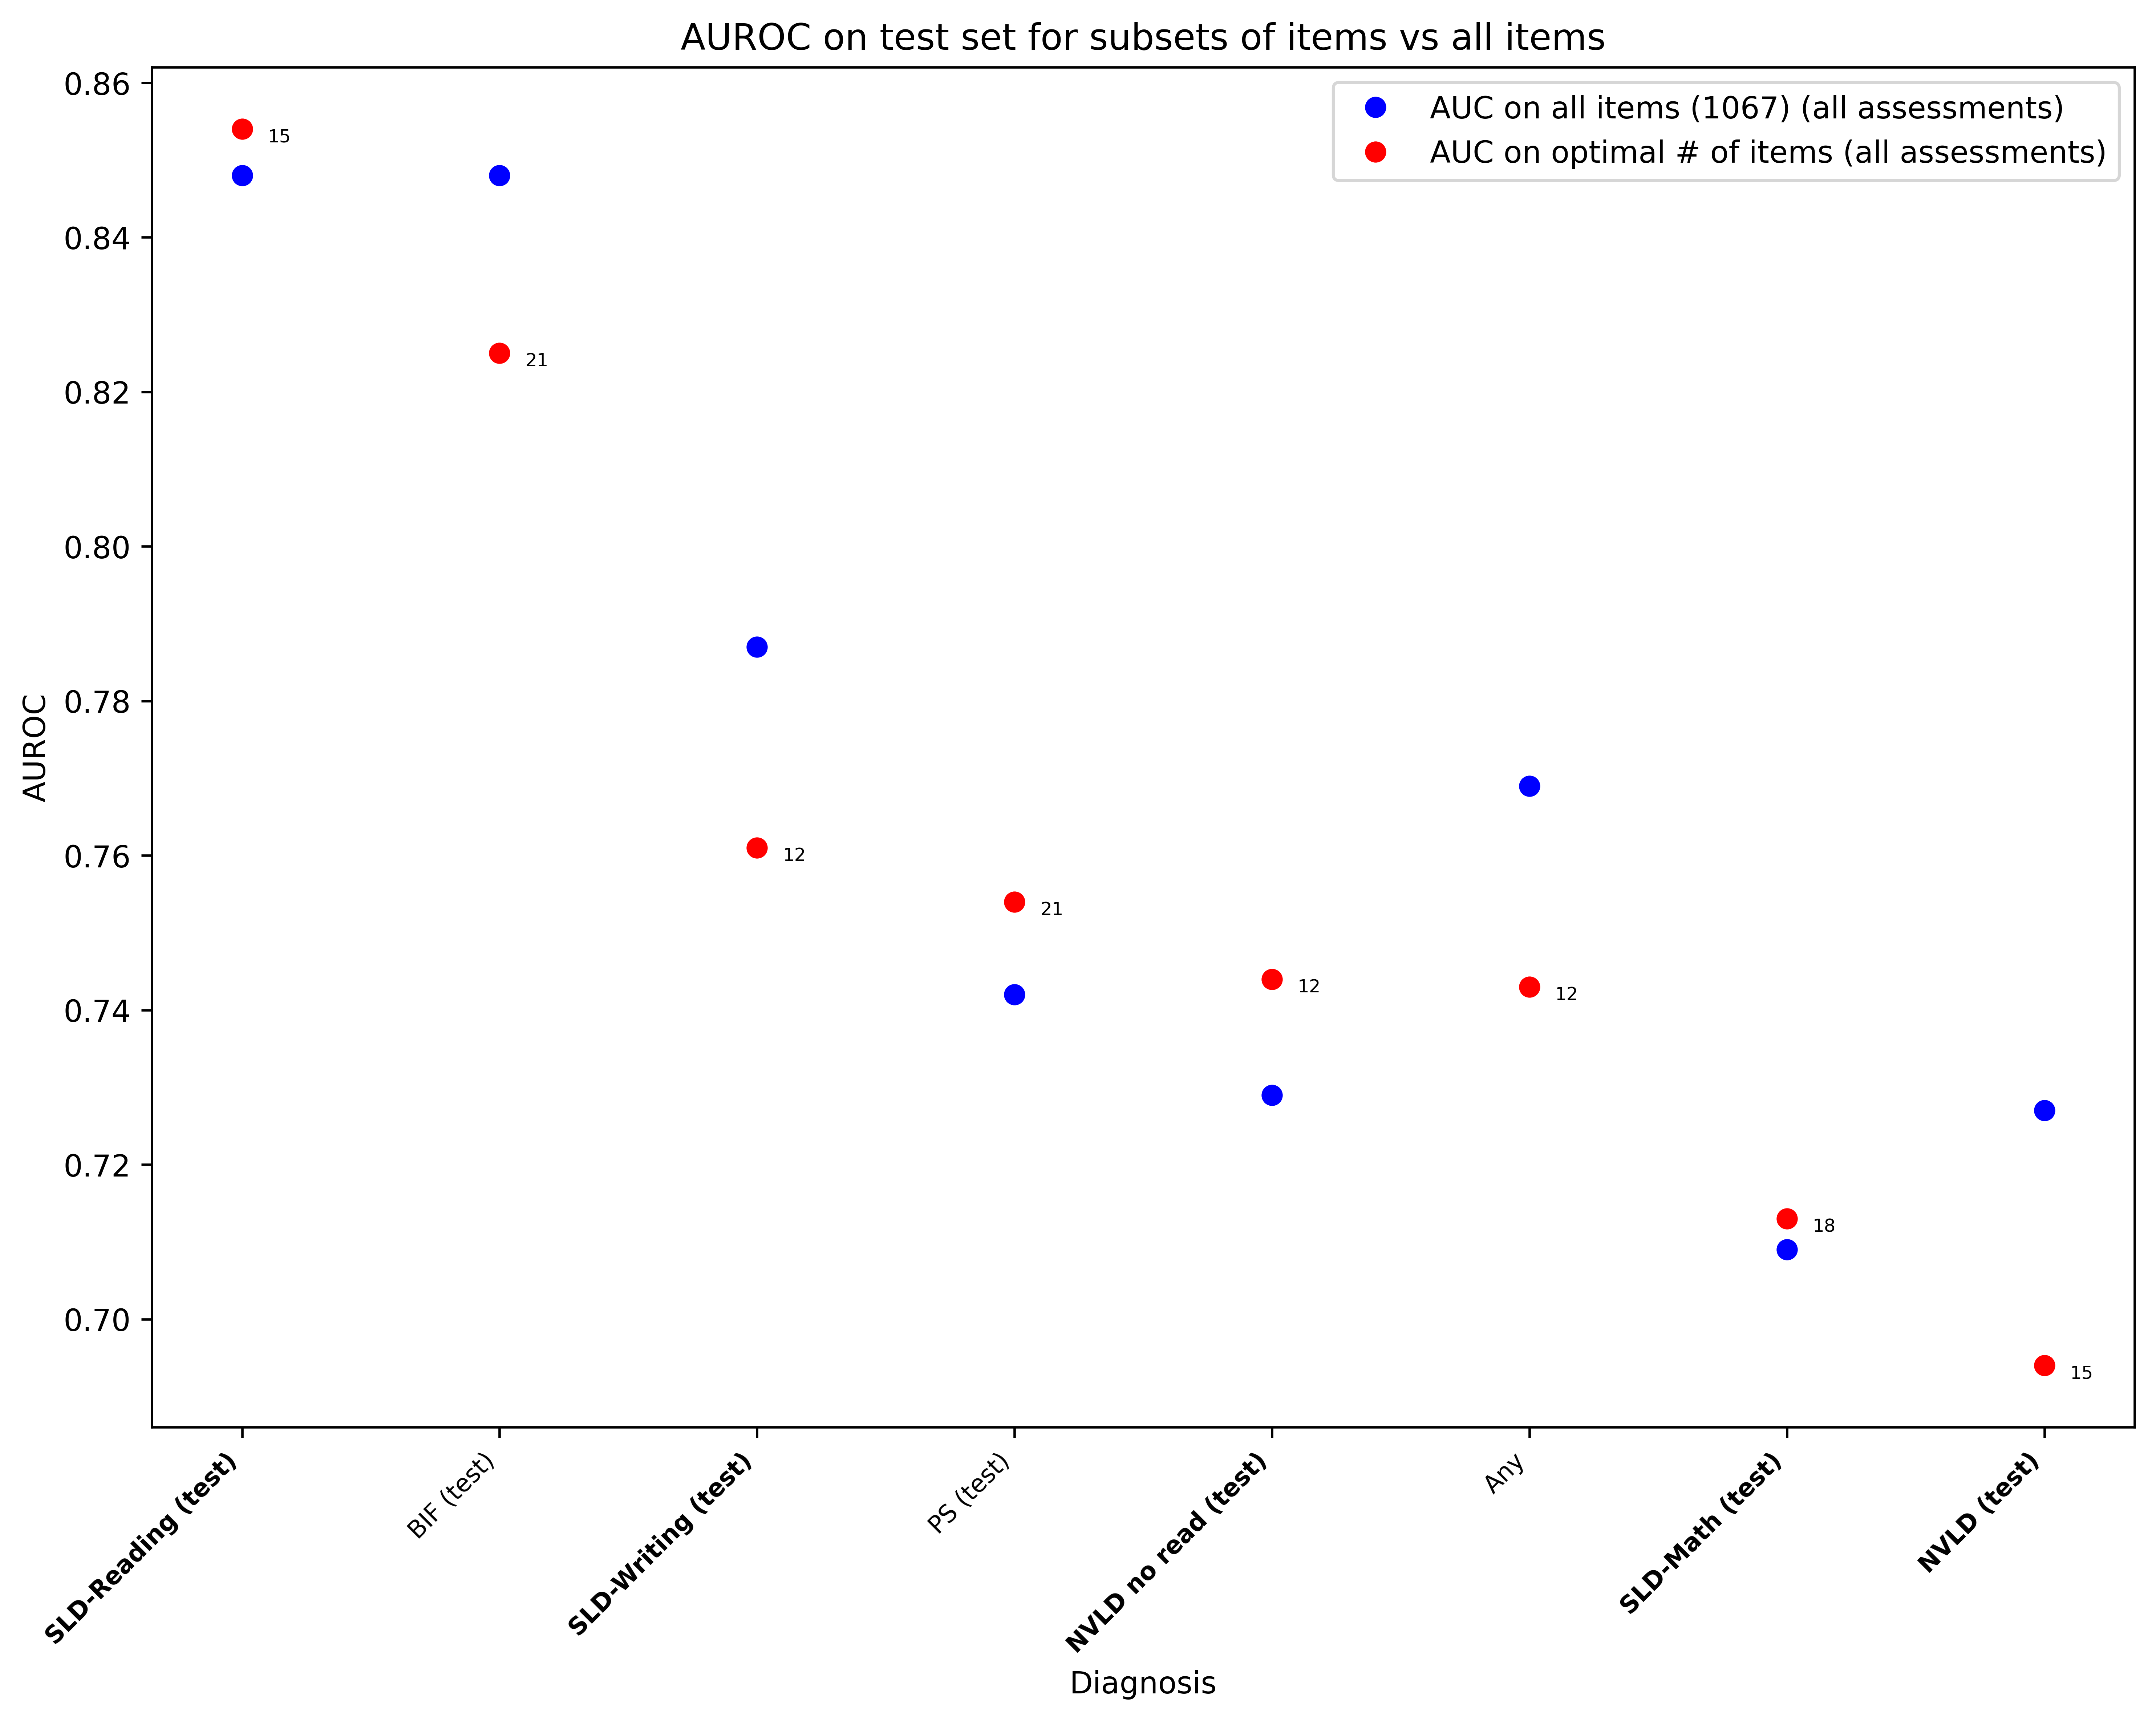 AUROC on test set for subsets of items vs all items
AUC on all items (1067) (all assessments)
AUC on optimal # of items (all assessments)
AUROC
0.86
0.84
0.82
0.80
0.78
0.76
0.74
0.72
0.70
15
21
12
21
12
12
18
15
SLD-Reading (test)
BIF (test)
SLD-Writing (test)
PS (test)
NVLD no read (test)
Any
SLD-Math (test)
NVLD (test)
Diagnosis